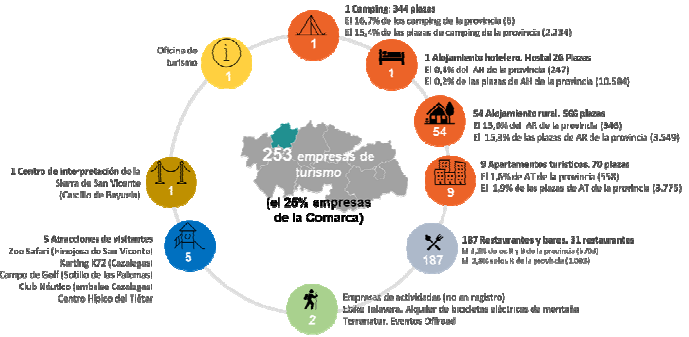 1 Camping: 344 plazas
El 16,7% de los camping de la provincia (6)
El 15,4% de las plazas de camping de la provincia (2.234)
1
Oficina de
turismo
1
1 Alojamiento hotelero. Hostal 26 Plazas
El 0,4% del AH de la provincia (247)
El 0,2% de las plazas de AH de la provincia (10.584)
1
54 Alojamiento rural. 566 plazas
El 15,6% del AR de la provincia (346)
El 15,3% de las plazas de AR de la provincia (3.549)
54
253 empresas de
turismo
(el 26% empresas
de la Comarca)
1 Centro de interpretación de la
Sierra de San Vicente
(Castillo de Bayuela)
1
9 Apartamentos turísticos. 70 plazas
El 1,6% de AT de la provincia (558)
El 1,9% de las plazas de AT de la provincia (3.775)
9
5 Atracciones de visitantes
Zoo Safari (Hinojosa de San Vicente)
Karting K72 (Cazalegas)
Campo de Golf (Sotillo de las Palomas)
Club Náutico (embalse Cazalegas)
Centro Hípico del Tiétar
5
187 Restaurantes y bares. 31 restaurantes
de la provincia
de la provincia
187
Empresas de actividades (no en registro)
Ebike Talavera. Alquiler de bicicletas eléctricas de montaña
Terranatur. Eventos Offroad
2